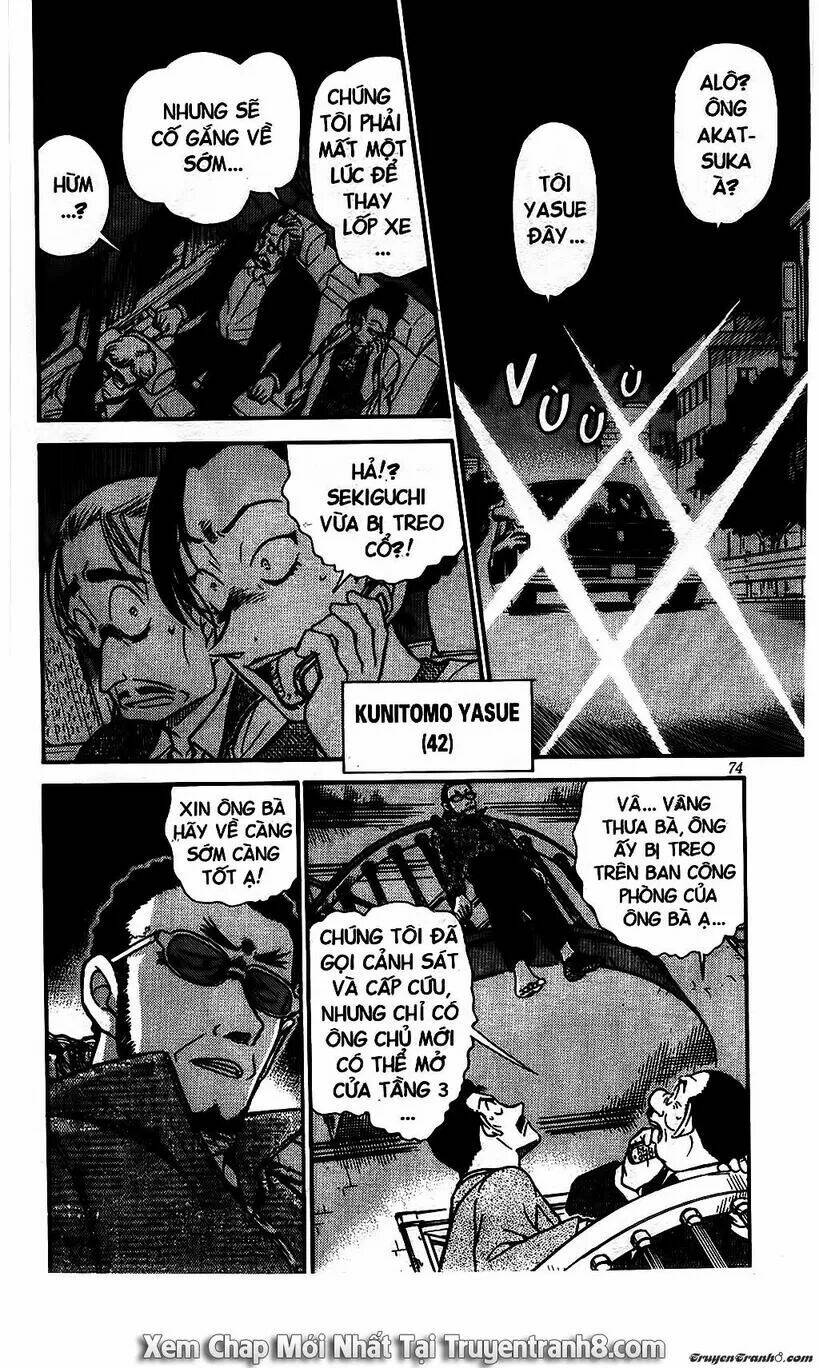 ALÔ?
ÔNG
AKAT-
SUKA
À?
TÔI
YASUE
ĐÂY...
VÙ Ù Ù
CHÚNG
TÔI PHẢI
MẤT MỘT
LÚC ĐỂ
THAY
LỐP XE
...
NHƯNG SẼ
CỐ GẮNG VỀ
SỚM...
HỪM
...?
HẢ!?
SEKIGUCHI
VỪA BỊ TREO
CỔ?!
KUNITOMO YASUE
(42)
74
VÂ... VÂNG
THƯA BÀ, ÔNG
ẤY BỊ TREO
TRÊN BAN CÔNG
PHÒNG CỦA
ÔNG BÀ Ạ...
CHÚNG TÔI ĐÃ
GỌI CẢNH SÁT
VÀ CẤP CỨU,
NHƯNG CHỈ CÓ
ÔNG CHỦ MỚI
CÓ THỂ MỞ
CỬA TẦNG 3
...
XIN ÔNG BÀ
HÃY VỀ CÀNG
SỚM CÀNG
TỐT Ạ!
Xem Chap Mới Nhất Tại Truyentranh8.com
TruyenTranh8.com